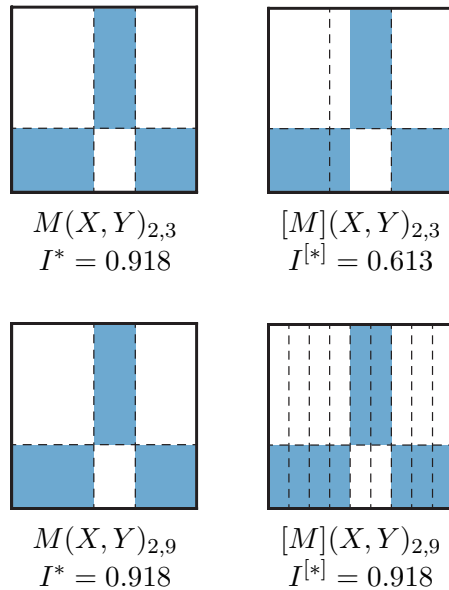 M(X, Y)₂,₃
I* = 0.918
[M](X, Y)₂,₃
I[*] = 0.613
M(X, Y)₂,₉
I* = 0.918
[M](X, Y)₂,₉
I[*] = 0.918